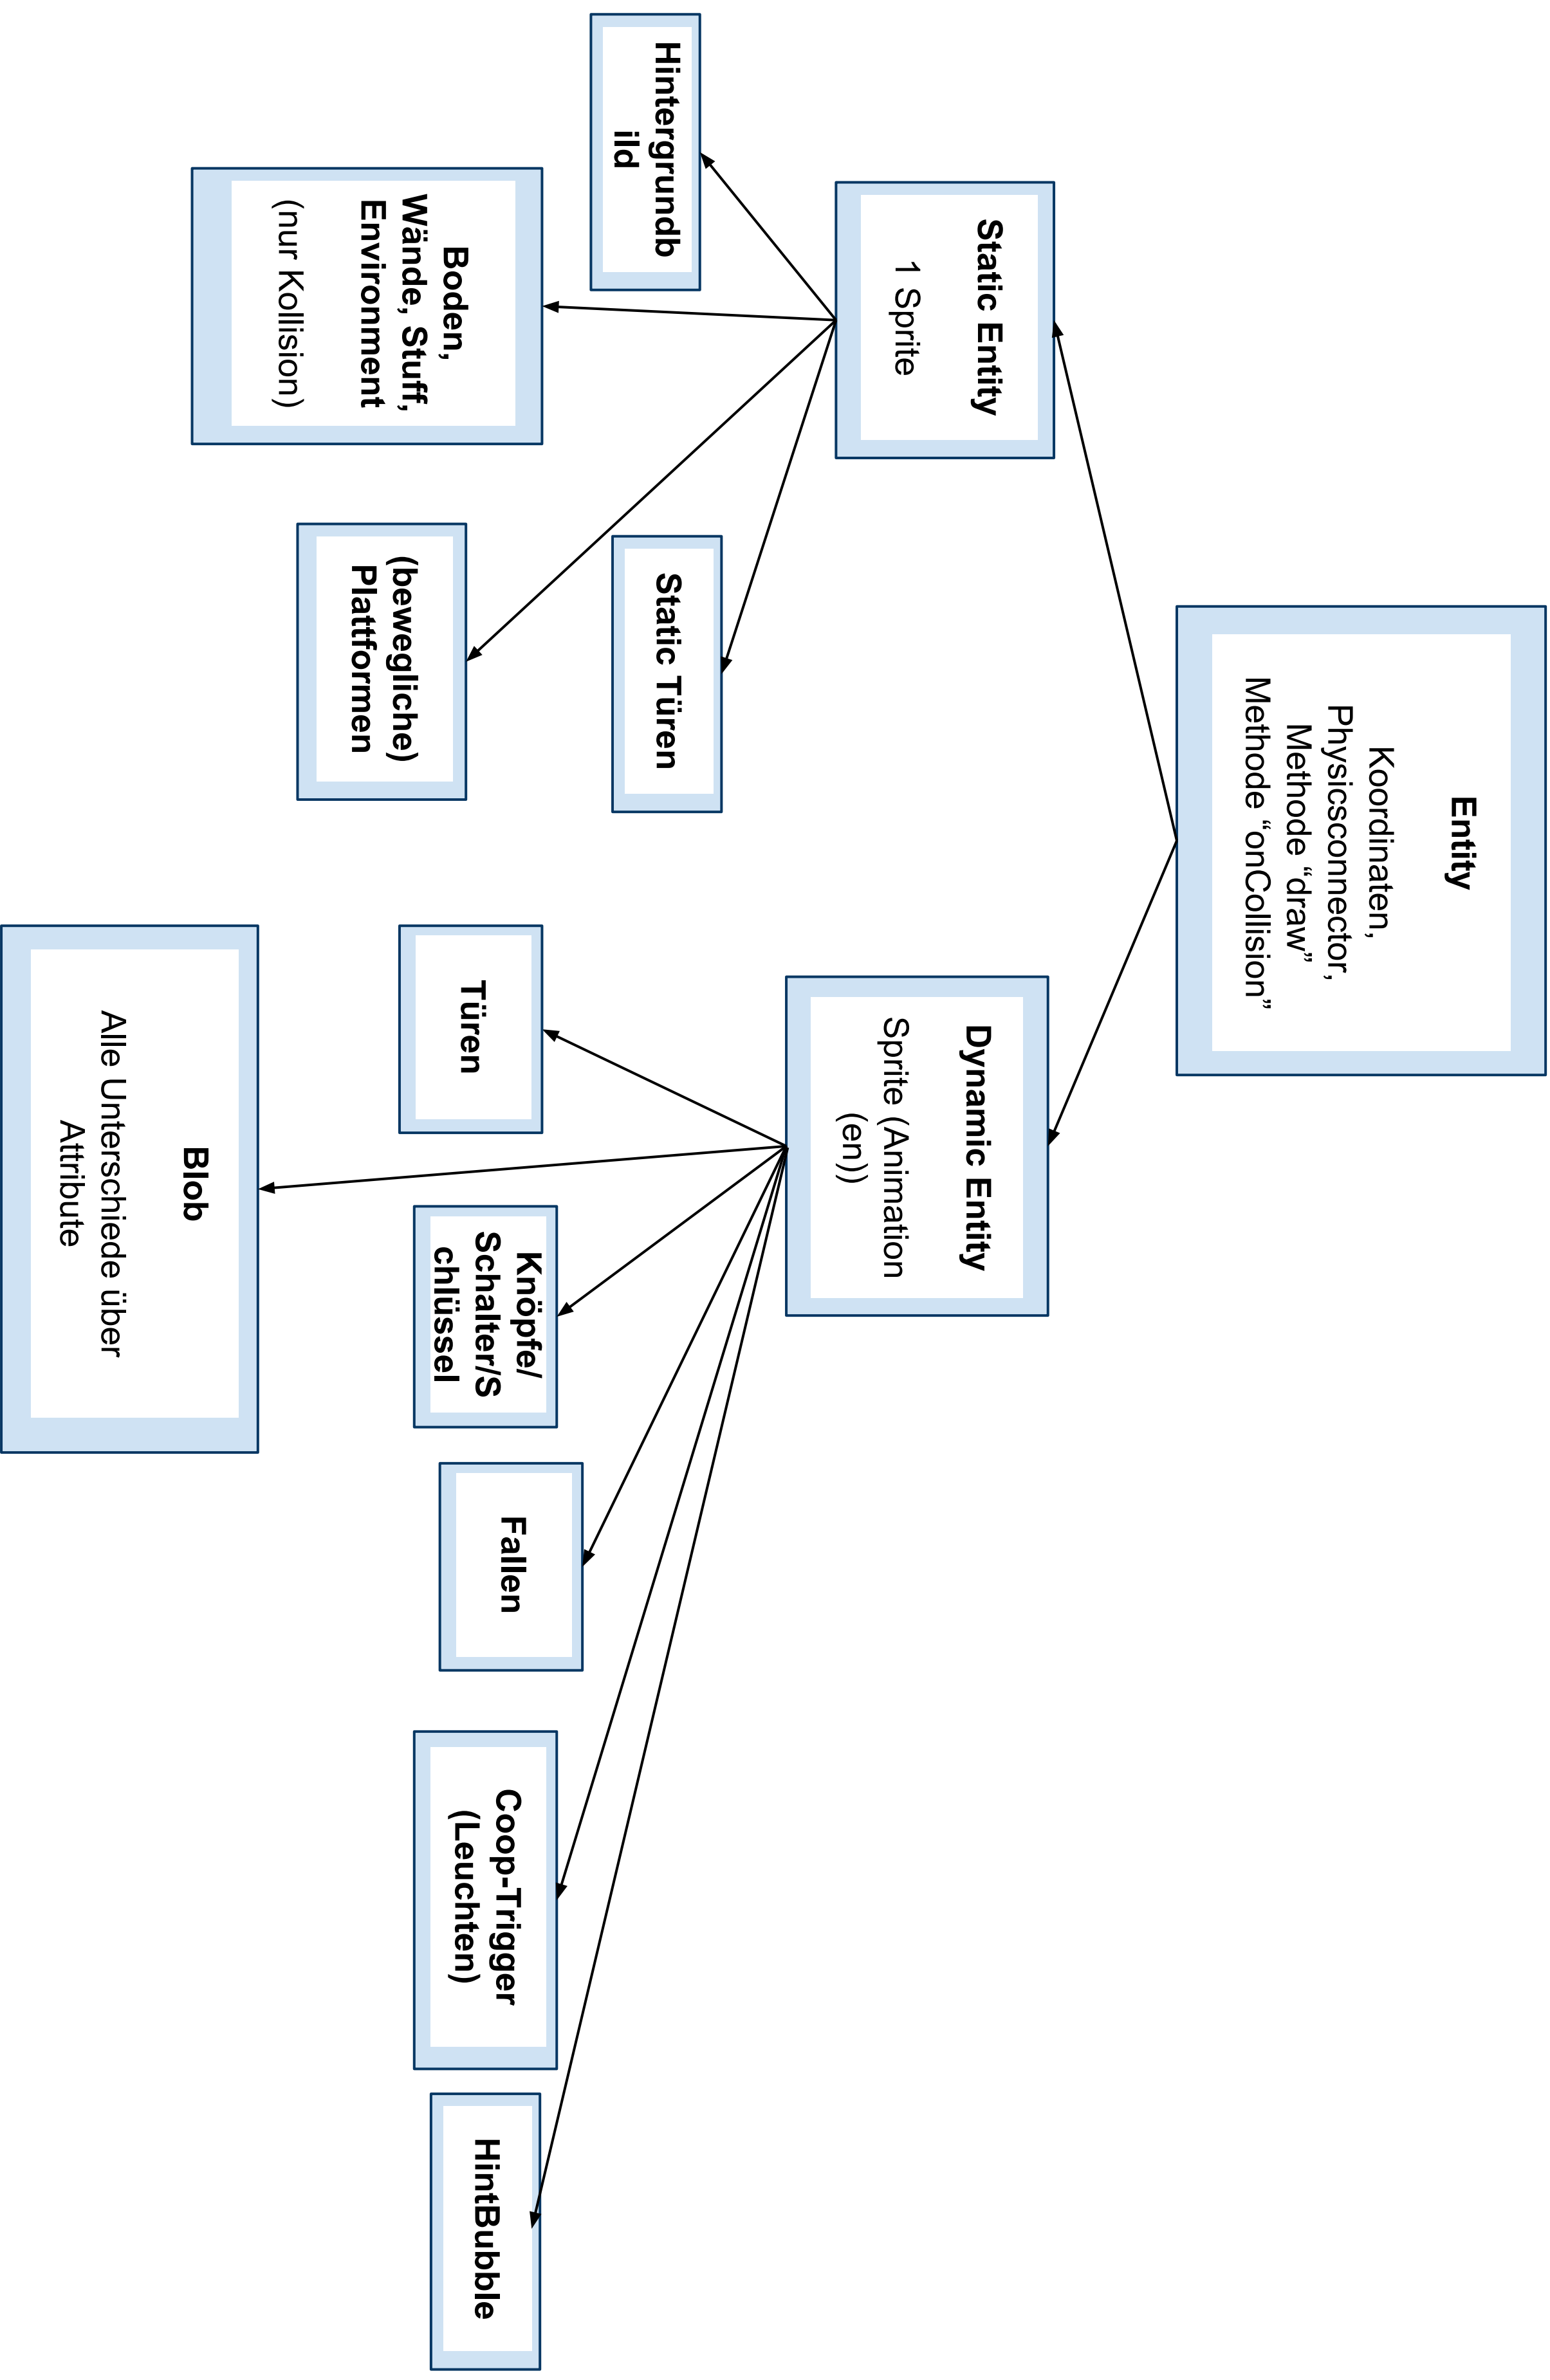 Entity
Koordinaten,
Physicsconnector,
Methode “draw”
Methode “onCollision”
Static Entity
1 Sprite
Dynamic Entity
Sprite (Animation
(en))
Hintergrundb
ild
Static Türen
Boden,
Wände, Stuff,
Environment
(nur Kollision)
(bewegliche)
Plattformen
Türen
Knöpfe/
Schalter/S
chlüssel
Fallen
Coop-Trigger
(Leuchten)
HintBubble
Blob
Alle Unterschiede über
Attribute